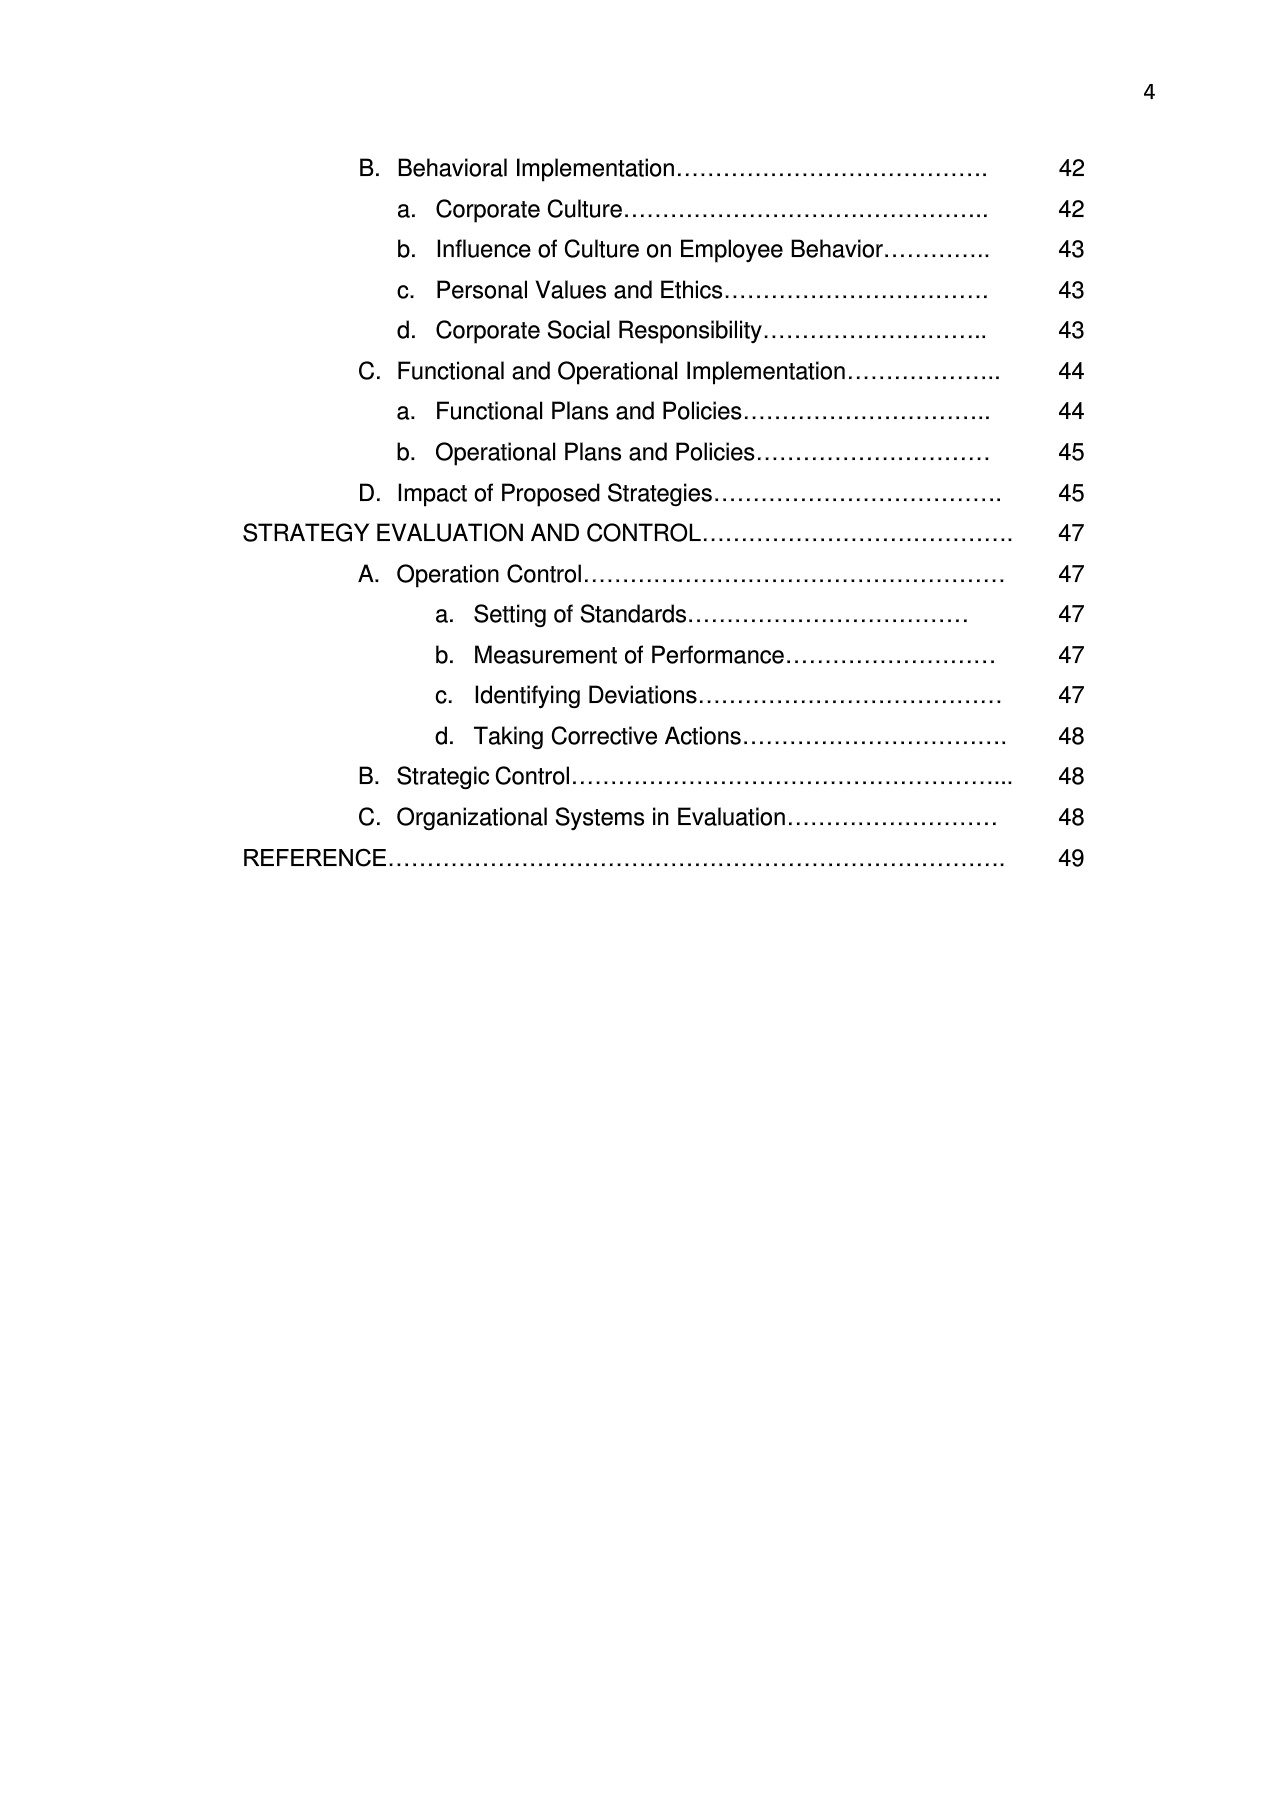 4
B. Behavioral Implementation…………………………………. 42
a. Corporate Culture……………………………………….. 42
b. Influence of Culture on Employee Behavior………….. 43
c. Personal Values and Ethics……………………………. 43
d. Corporate Social Responsibility……………………….. 43
C. Functional and Operational Implementation……………….. 44
a. Functional Plans and Policies………………………….. 44
b. Operational Plans and Policies………………………… 45
D. Impact of Proposed Strategies………………………………. 45
STRATEGY EVALUATION AND CONTROL…………………………………. 47
A. Operation Control……………………………………………… 47
a. Setting of Standards……………………………… 47
b. Measurement of Performance……………………… 47
c. Identifying Deviations………………………………… 47
d. Taking Corrective Actions……………………………. 48
B. Strategic Control………………………………………………... 48
C. Organizational Systems in Evaluation……………………… 48
REFERENCE……………………………………………………………………. 49